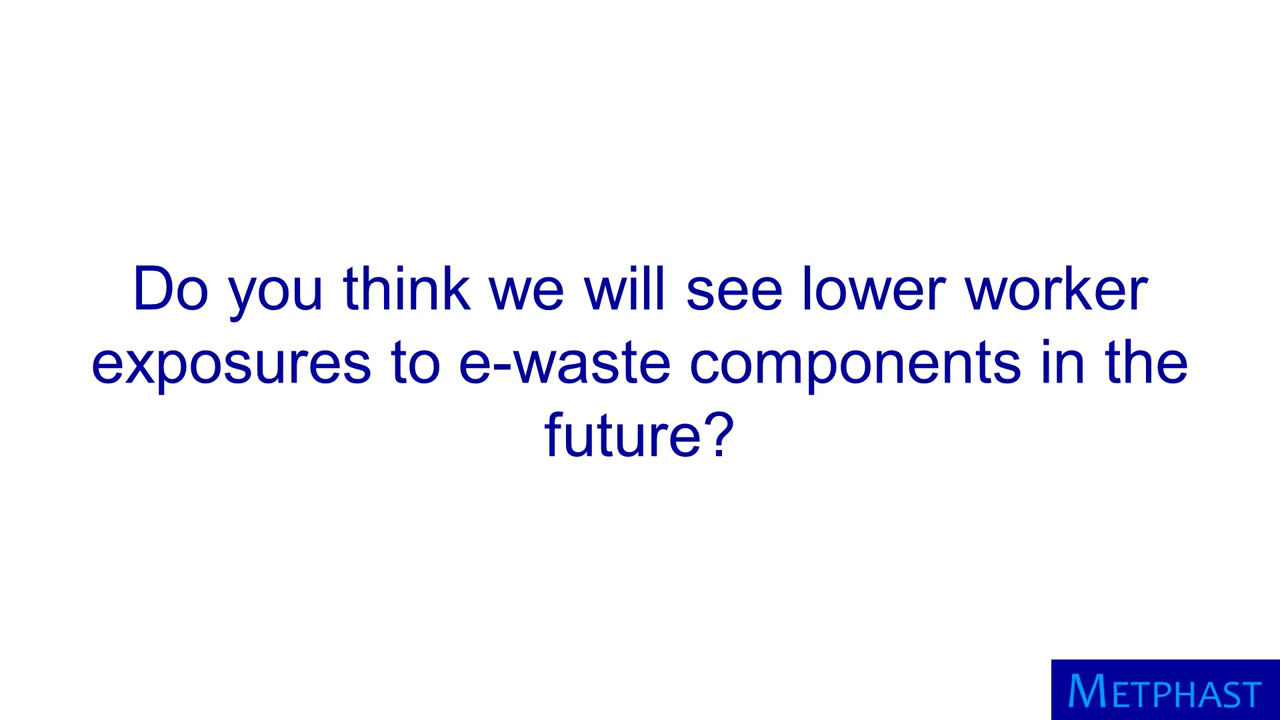 Do you think we will see lower worker
exposures to e-waste components in the
future?
METPHAST